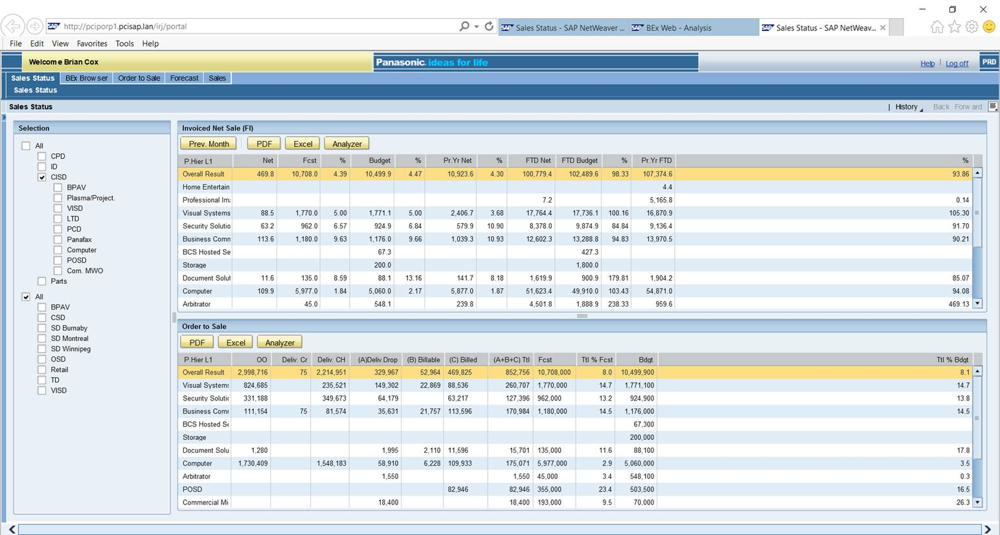 http://pciporp1.pcisap.lan/irj/portal
SAP Sales Status - SAP NetWeaver ...
SAP BEx Web - Analysis
SAP Sales Status - SAP NetWeav...
File Edit View Favorites Tools Help
Welcome Brian Cox
Panasonic ideas for life
Help Log off PRD
Sales Status BEx Browser Order to Sale Forecast Sales
Sales Status
Sales Status
History Back Forward
Selection
All
CPD
ID
CISD
BPAV
Plasma/Project.
VISD
LTD
PCD
Panafax
Computer
POSD
Com. MWO
Parts
All
BPAV
CSD
SD Burnaby
SD Montreal
SD Winnipeg
OSD
Retail
TD
VISD
Invoiced Net Sale (FI)
Prev. Month PDF Excel Analyzer
P.Hier L1 Net Fcst % Budget % Pr.Yr Net % FTD Net FTD Budget % Pr.Yr FTD %
Overall Result 469.8 10,708.0 4.39 10,499.9 4.47 10,923.6 4.30 100,779.4 102,489.6 98.33 107,374.6 93.86
Home Entertain 4.4
Professional Ima 7.2 5,165.8 0.14
Visual Systems 88.5 1,770.0 5.00 1,771.1 5.00 2,406.7 3.68 17,764.4 17,736.1 100.16 16,870.9 105.30
Security Solutio 63.2 962.0 6.57 924.9 6.84 579.9 10.90 8,378.0 9,874.9 84.84 9,136.4 91.70
Business Comm 113.6 1,180.0 9.63 1,176.0 9.66 1,039.3 10.93 12,602.3 13,288.8 94.83 13,970.5 90.21
BCS Hosted Se 67.3 427.3
Storage 200.0 1,800.0
Document Solut 11.6 135.0 8.59 88.1 13.16 141.7 8.18 1,619.9 900.9 179.81 1,904.2 85.07
Computer 109.9 5,977.0 1.84 5,060.0 2.17 5,877.0 1.87 51,623.4 49,910.0 103.43 54,871.0 94.08
Arbitrator 45.0 548.1 239.8 4,501.8 1,888.9 238.33 959.6 469.13
Order to Sale
PDF Excel Analyzer
P.Hier L1 OO Deliv. Cr Deliv. CH (A)Deliv.Drop (B) Billable (C) Billed (A+B+C) Ttl Fcst Ttl % Fcst Bdgt Ttl % Bdgt
Overall Result 2,998,716 75 2,214,951 329,967 52,964 469,825 852,756 10,708,000 8.0 10,499,900 8.1
Visual Systems 824,685 235,521 149,302 22,869 88,536 260,707 1,770,000 14.7 1,771,100 14.7
Security Solutic 331,188 349,673 64,179 63,217 127,396 962,000 13.2 924,900 13.8
Business Comm 111,154 75 81,574 35,631 21,757 113,596 170,984 1,180,000 14.5 1,176,000 14.5
BCS Hosted Se 67,300
Storage 200,000
Document Solu 1,280 1,995 2,110 11,596 15,701 135,000 11.6 88,100 17.8
Computer 1,730,409 1,548,183 58,910 6,228 109,933 175,071 5,977,000 2.9 5,060,000 3.5
Arbitrator 1,550 1,550 45,000 3.4 548,100 0.3
POSD 82,946 82,946 355,000 23.4 503,500 16.5
Commercial Mi 18,400 18,400 193,000 9.5 70,000 26.3